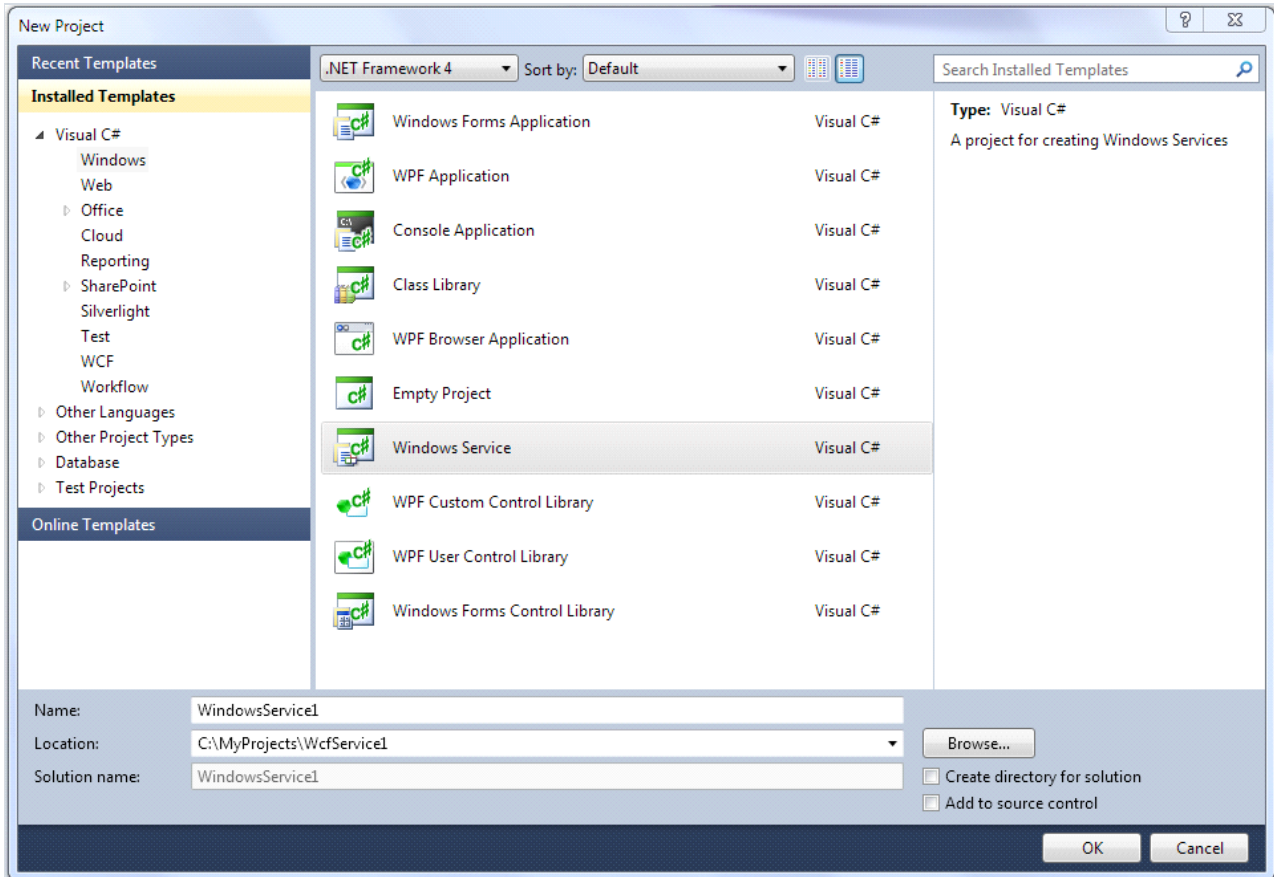 New Project
Recent Templates
Installed Templates
Visual C#
Windows
Web
Office
Cloud
Reporting
SharePoint
Silverlight
Test
WCF
Workflow
Other Languages
Other Project Types
Database
Test Projects
Online Templates
.NET Framework 4 Sort by: Default
Windows Forms Application Visual C#
WPF Application Visual C#
Console Application Visual C#
Class Library Visual C#
WPF Browser Application Visual C#
Empty Project Visual C#
Windows Service Visual C#
WPF Custom Control Library Visual C#
WPF User Control Library Visual C#
Windows Forms Control Library Visual C#
Search Installed Templates
Type: Visual C#
A project for creating Windows Services
Name: WindowsService1
Location: C:\MyProjects\WcfService1 Browse...
Solution name: WindowsService1 Create directory for solution
Add to source control
OK Cancel